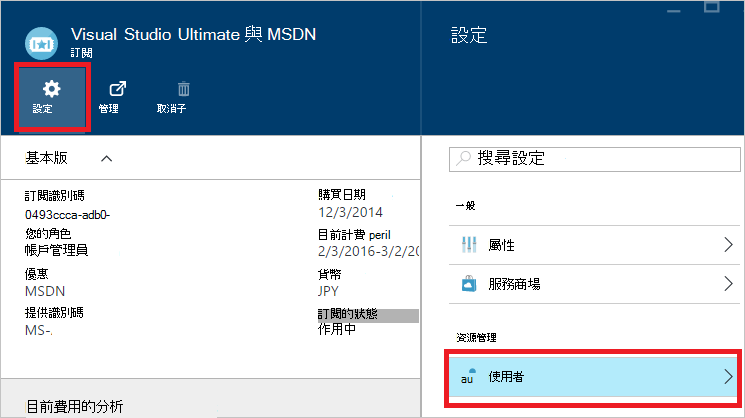 Visual Studio Ultimate 與 MSDN
訂閱
設定
管理
取消子
基本版
訂閱識別碼
0493ccca-adb0-
您的角色
帳戶管理員
優惠
MSDN
提供識別碼
MS-.
購買日期
12/3/2014
目前計費 peril
2/3/2016-3/2/20
貨幣
JPY
訂閱的狀態
作用中
目前費用的分析
設定
搜尋設定
一般
屬性
服務商場
資源管理
au 使用者